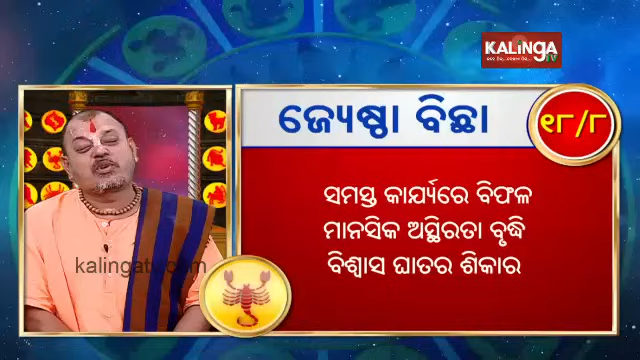 KALINGA TV
ଜ୍ୟେଷ୍ଠା ବିଛା
୧୮/୮
ସମସ୍ତ କାର୍ଯ୍ୟରେ ବିଫଳ
ମାନସିକ ଅସ୍ଥିରତା ବୃଦ୍ଧି
ବିଶ୍ୱାସ ଘାତର ଶିକାର
kalingatv.com